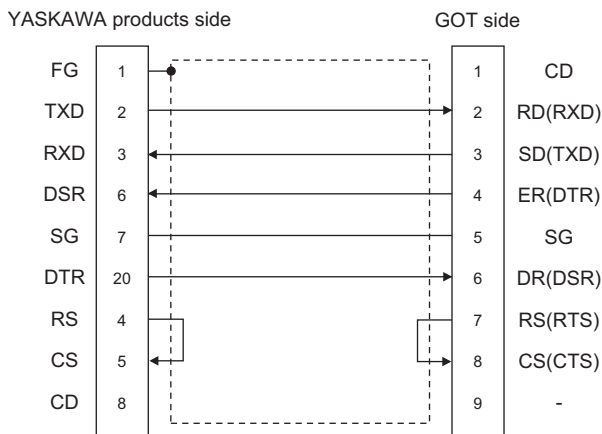 YASKAWA products side GOT side
FG 1 1 CD
TXD 2 2 RD(RXD)
RXD 3 3 SD(TXD)
DSR 6 4 ER(DTR)
SG 7 5 SG
DTR 20 6 DR(DSR)
RS 4 7 RS(RTS)
CS 5 8 CS(CTS)
CD 8 9 -